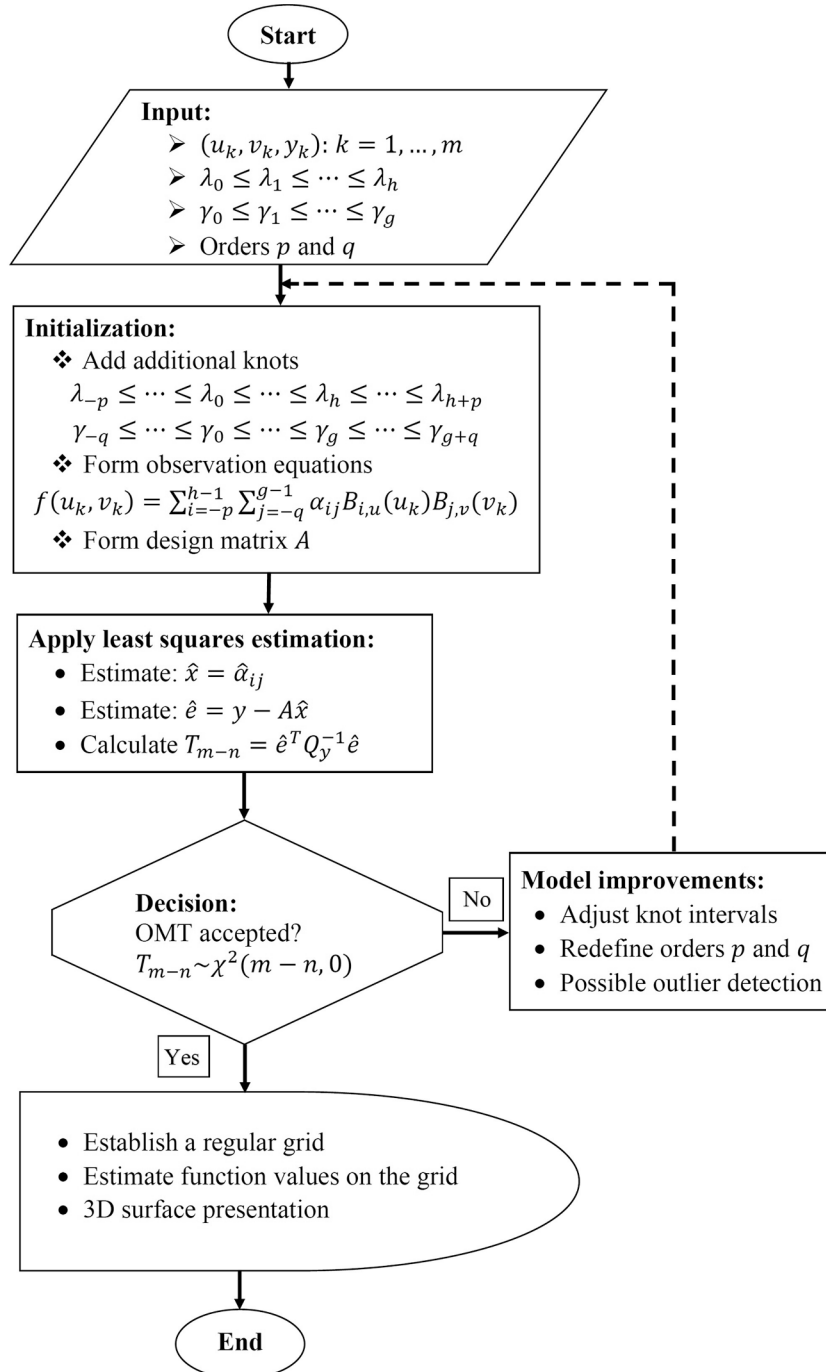 Start
Input:
➢ (u_k, v_k, y_k): k = 1, … , m
➢ λ_0 ≤ λ_1 ≤ ⋯ ≤ λ_h
➢ γ_0 ≤ γ_1 ≤ ⋯ ≤ γ_g
➢ Orders p and q
Initialization:
❖ Add additional knots
λ_{−p} ≤ ⋯ ≤ λ_0 ≤ ⋯ ≤ λ_h ≤ ⋯ ≤ λ_{h+p}
γ_{−q} ≤ ⋯ ≤ γ_0 ≤ ⋯ ≤ γ_g ≤ ⋯ ≤ γ_{g+q}
❖ Form observation equations
f(u_k, v_k) = ∑_{i=−p}^{h−1} ∑_{j=−q}^{g−1} α_{ij} B_{i,u}(u_k) B_{j,v}(v_k)
❖ Form design matrix A
Apply least squares estimation:
• Estimate: x̂ = α̂_{ij}
• Estimate: ê = y − Ax̂
• Calculate T_{m−n} = ê^T Q_y^{−1} ê
Decision:
OMT accepted?
T_{m−n}~χ^2(m − n, 0)
No
Model improvements:
• Adjust knot intervals
• Redefine orders p and q
• Possible outlier detection
Yes
• Establish a regular grid
• Estimate function values on the grid
• 3D surface presentation
End